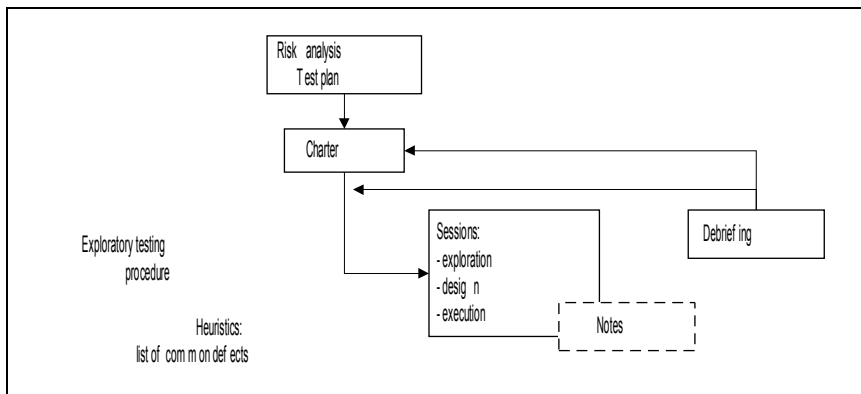 Risk analysis
Test plan
Charter
Sessions:
- exploration
- design
- execution
Notes
Debriefing
Exploratory testing
procedure
Heuristics:
list of common defects